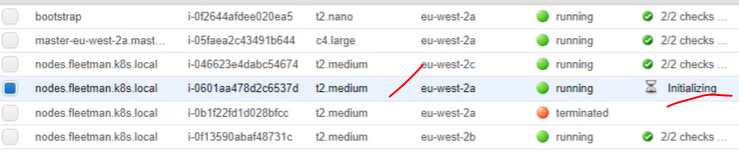 bootstrap i-0f2644afdee020ea5 t2.nano eu-west-2a running 2/2 checks ...
master-eu-west-2a.mast... i-05faea2c43491b644 c4.large eu-west-2a running 2/2 checks ...
nodes.fleetman.k8s.local i-046623e4dabc54674 t2.medium eu-west-2c running 2/2 checks ...
nodes.fleetman.k8s.local i-0601aa478d2c6537d t2.medium eu-west-2a running Initializing
nodes.fleetman.k8s.local i-0b1f22fd1d028bfcc t2.medium eu-west-2a terminated
nodes.fleetman.k8s.local i-0f13590abaf48731c t2.medium eu-west-2b running 2/2 checks ...